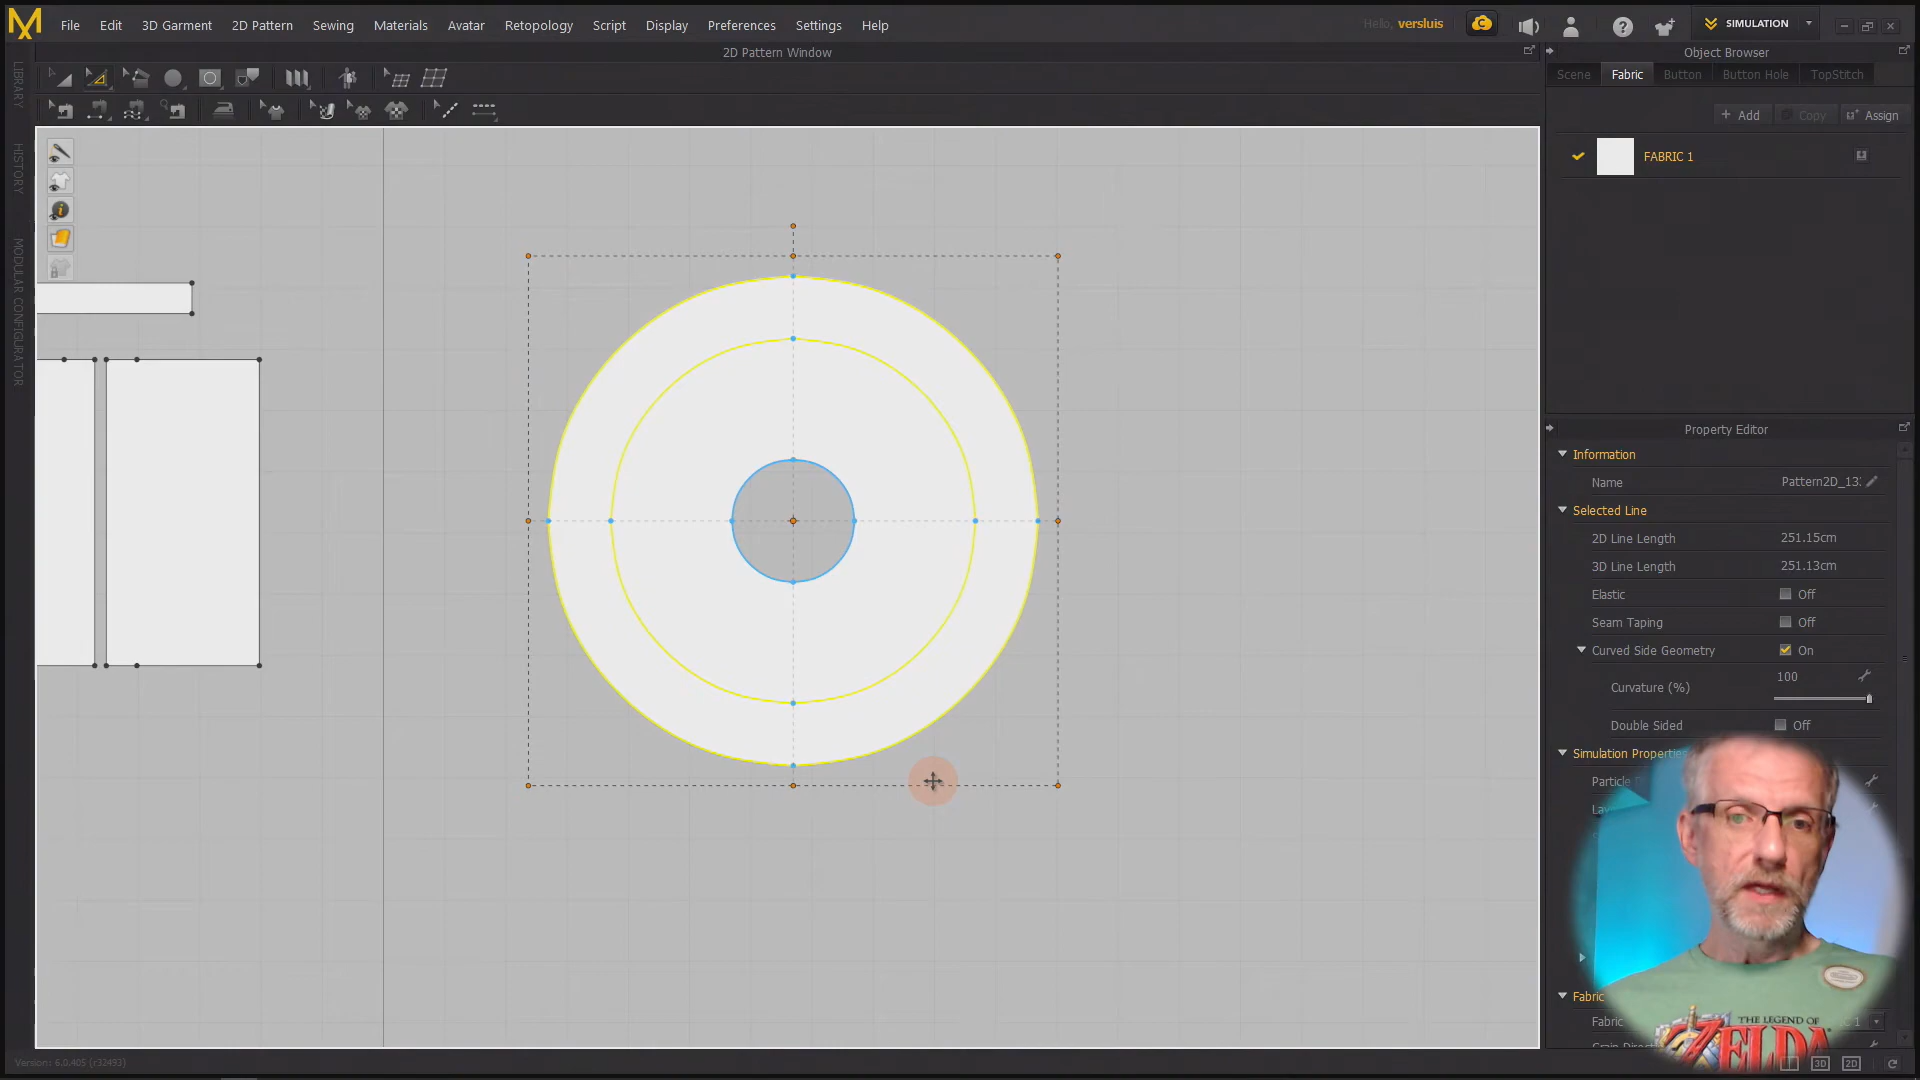 File Edit 3D Garment 2D Pattern Sewing Materials Avatar Retopology Script Display Preferences Settings Help
Hello, versluis
SIMULATION
2D Pattern Window
Object Browser
Scene Fabric Button Button Hole TopStitch
+ Add Copy Assign
FABRIC 1
LIBRARY
HISTORY
MODULAR CONFIGURATOR
Property Editor
Information
Name Pattern2D_13
Selected Line
2D Line Length 251.15cm
3D Line Length 251.13cm
Elastic Off
Seam Taping Off
Curved Side Geometry On
Curvature (%) 100
Double Sided Off
Simulation Properties
Particle
Fabric
Fabric 1
Grain Direc
THE LEGEND OF
ZELDA
Version: 6.0.405 (r32493)
3D 2D